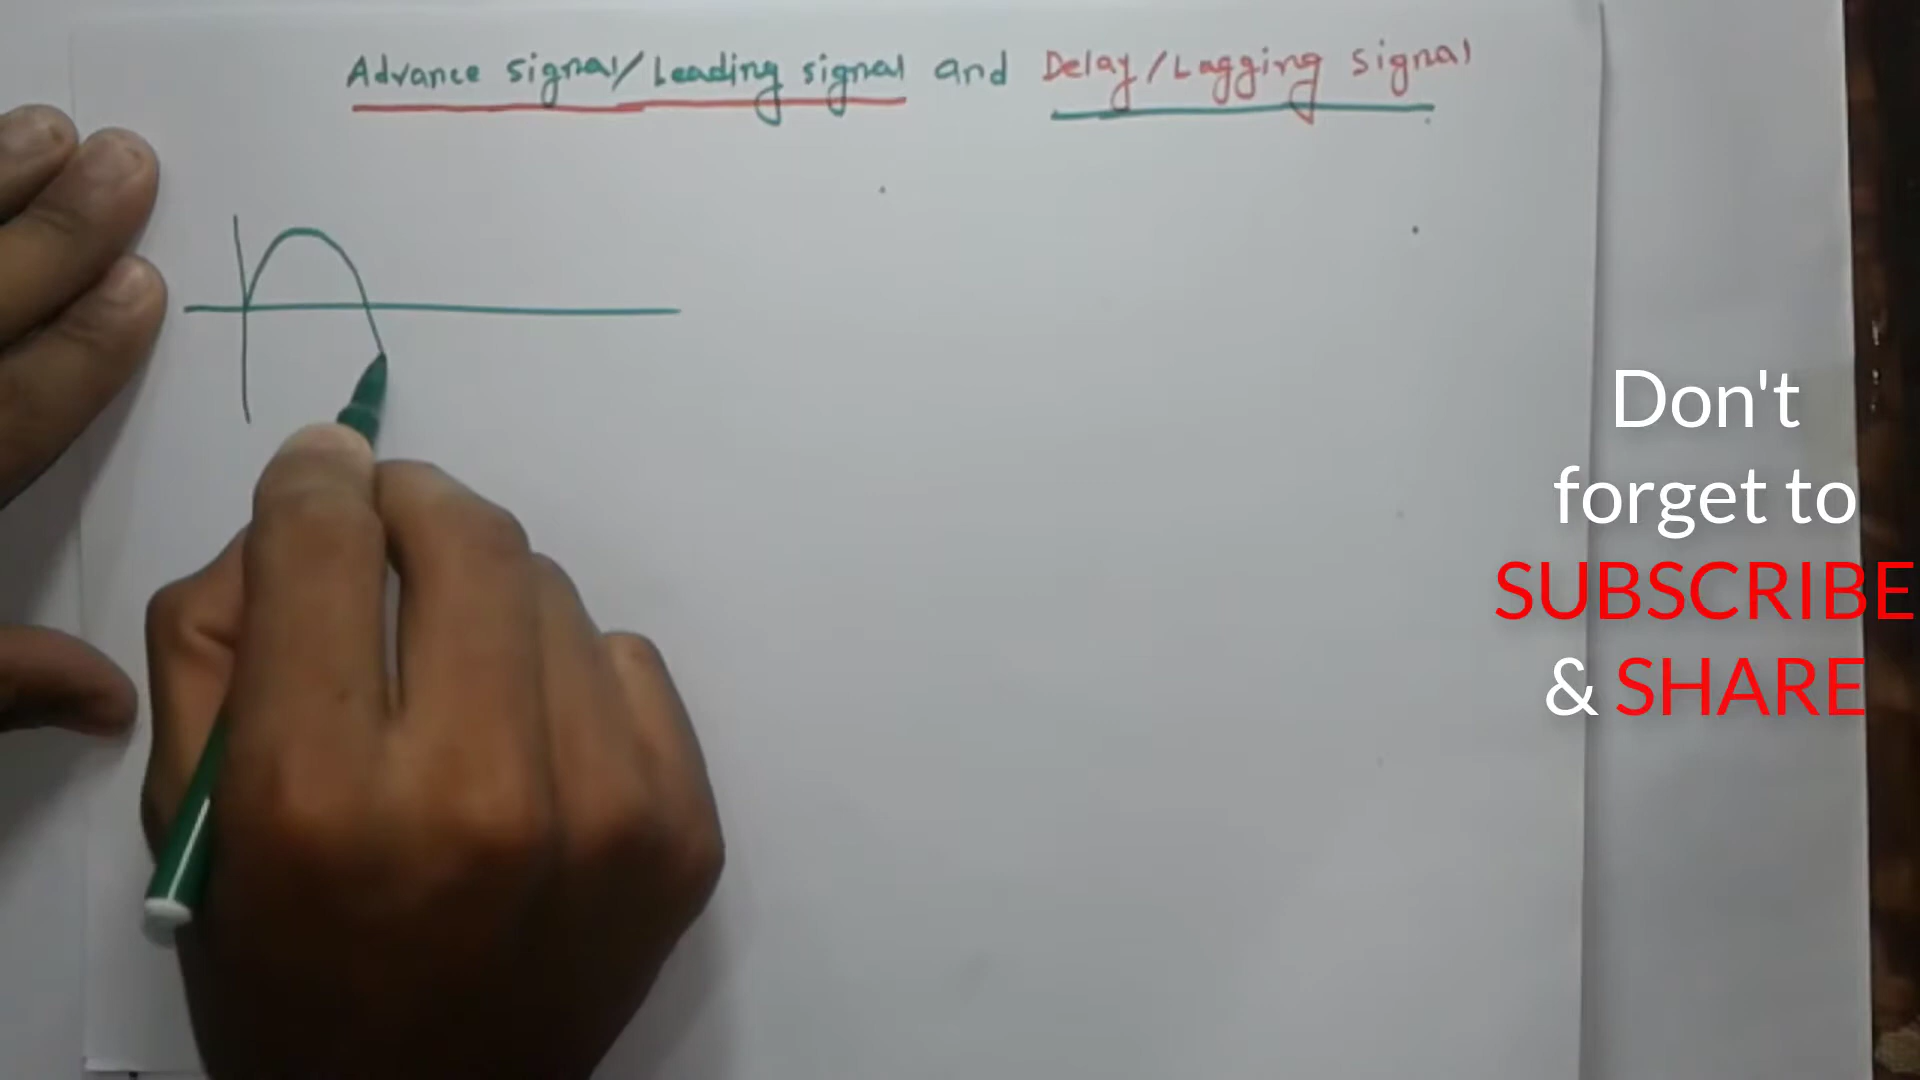 Advance signal/Leading signal and Delay/Lagging signal
Don't
forget to
SUBSCRIBE
& SHARE